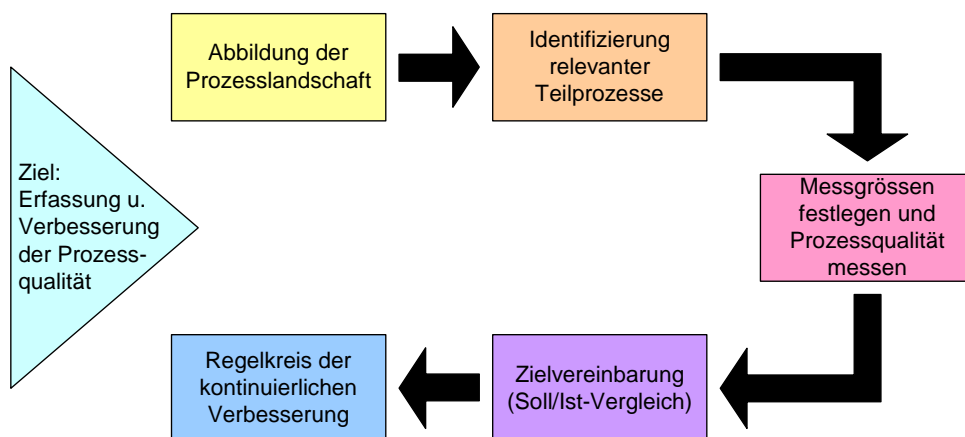 Ziel:
Erfassung u.
Verbesserung
der Prozess-
qualität
Abbildung der
Prozesslandschaft
Identifizierung
relevanter
Teilprozesse
Messgrössen
festlegen und
Prozessqualität
messen
Zielvereinbarung
(Soll/Ist-Vergleich)
Regelkreis der
kontinuierlichen
Verbesserung